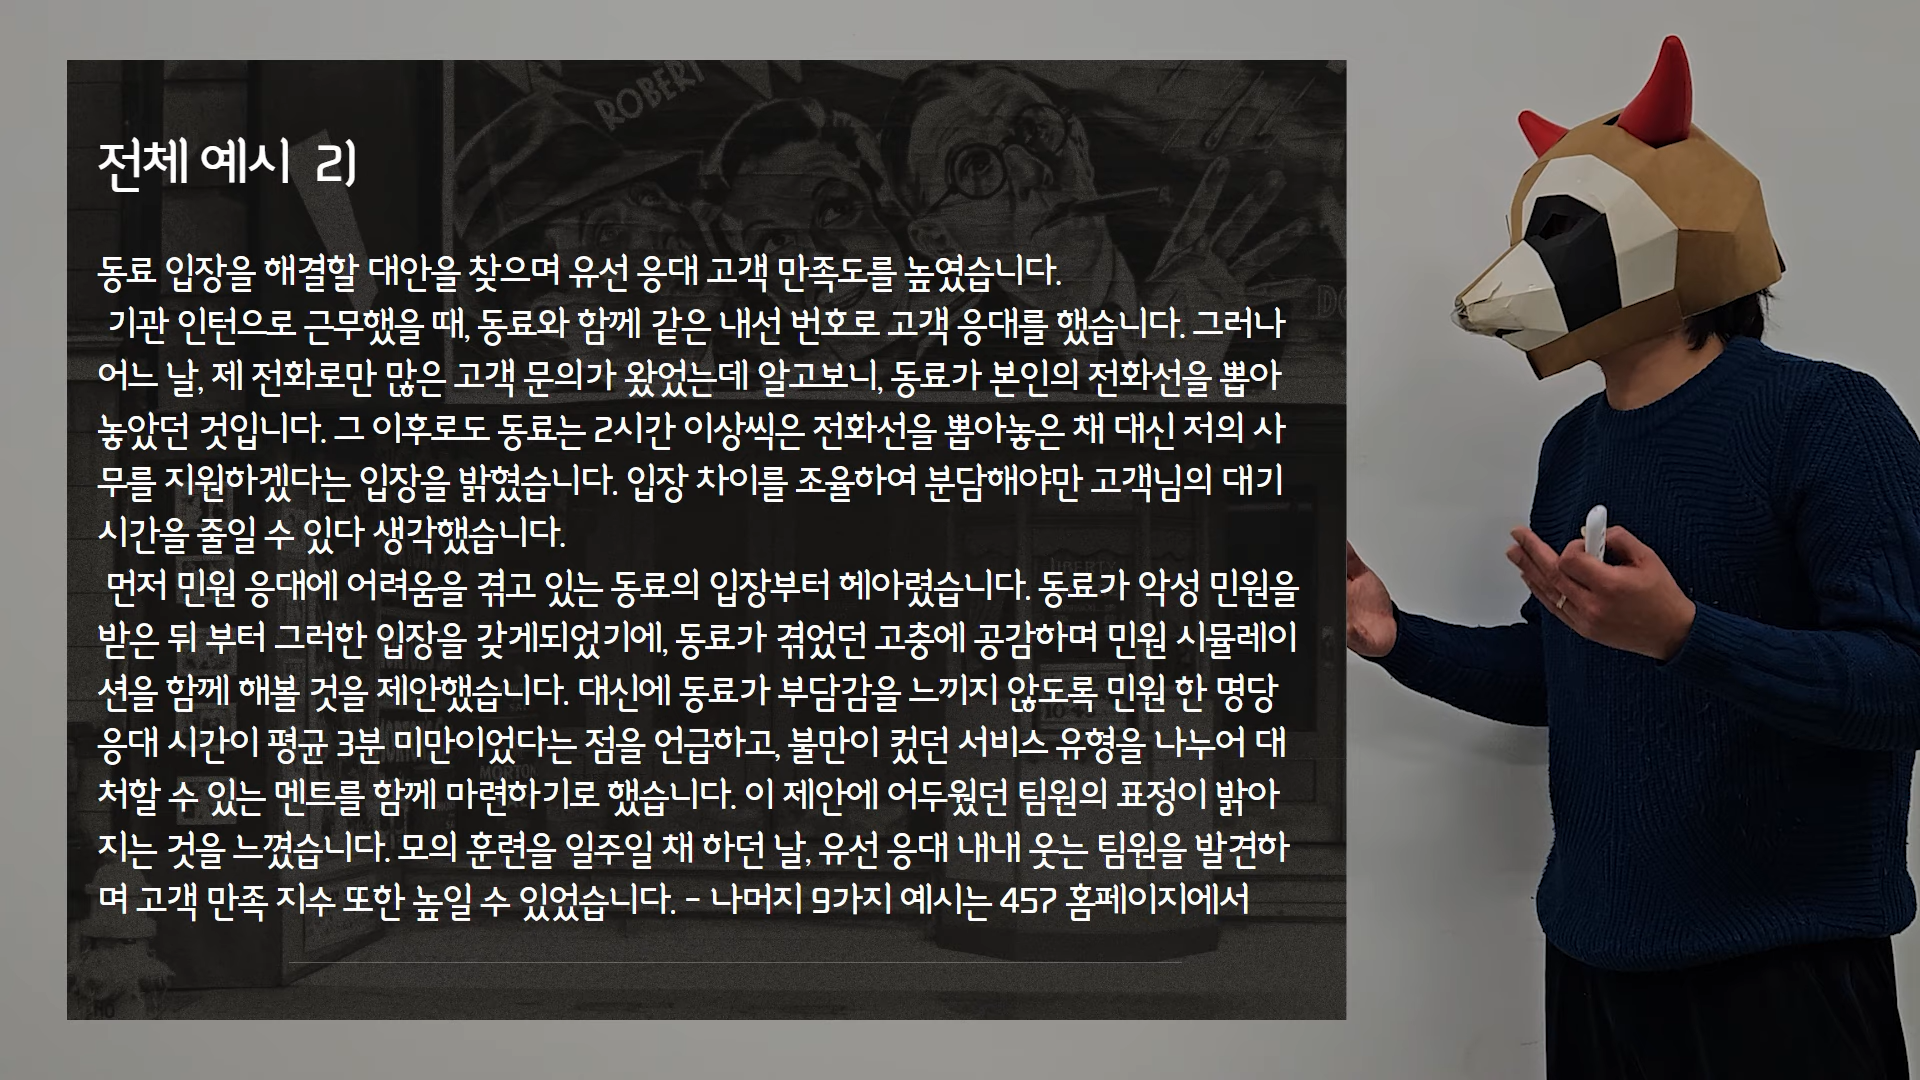 전체 예시 2)
동료 입장을 해결할 대안을 찾으며 유선 응대 고객 만족도를 높였습니다.
기관 인턴으로 근무했을 때, 동료와 함께 같은 내선 번호로 고객 응대를 했습니다. 그러나
어느 날, 제 전화로만 많은 고객 문의가 왔었는데 알고보니, 동료가 본인의 전화선을 뽑아
놓았던 것입니다. 그 이후로도 동료는 2시간 이상씩은 전화선을 뽑아놓은 채 대신 저의 사
무를 지원하겠다는 입장을 밝혔습니다. 입장 차이를 조율하여 분담해야만 고객님의 대기
시간을 줄일 수 있다 생각했습니다.
먼저 민원 응대에 어려움을 겪고 있는 동료의 입장부터 헤아렸습니다. 동료가 악성 민원을
받은 뒤 부터 그러한 입장을 갖게되었기에, 동료가 겪었던 고충에 공감하며 민원 시뮬레이
션을 함께 해볼 것을 제안했습니다. 대신에 동료가 부담감을 느끼지 않도록 민원 한 명당
응대 시간이 평균 3분 미만이었다는 점을 언급하고, 불만이 컸던 서비스 유형을 나누어 대
처할 수 있는 멘트를 함께 마련하기로 했습니다. 이 제안에 어두웠던 팀원의 표정이 밝아
지는 것을 느꼈습니다. 모의 훈련을 일주일 채 하던 날, 유선 응대 내내 웃는 팀원을 발견하
며 고객 만족 지수 또한 높일 수 있었습니다. - 나머지 9가지 예시는 457 홈페이지에서
ROBERT
LIBERTY
MORTON